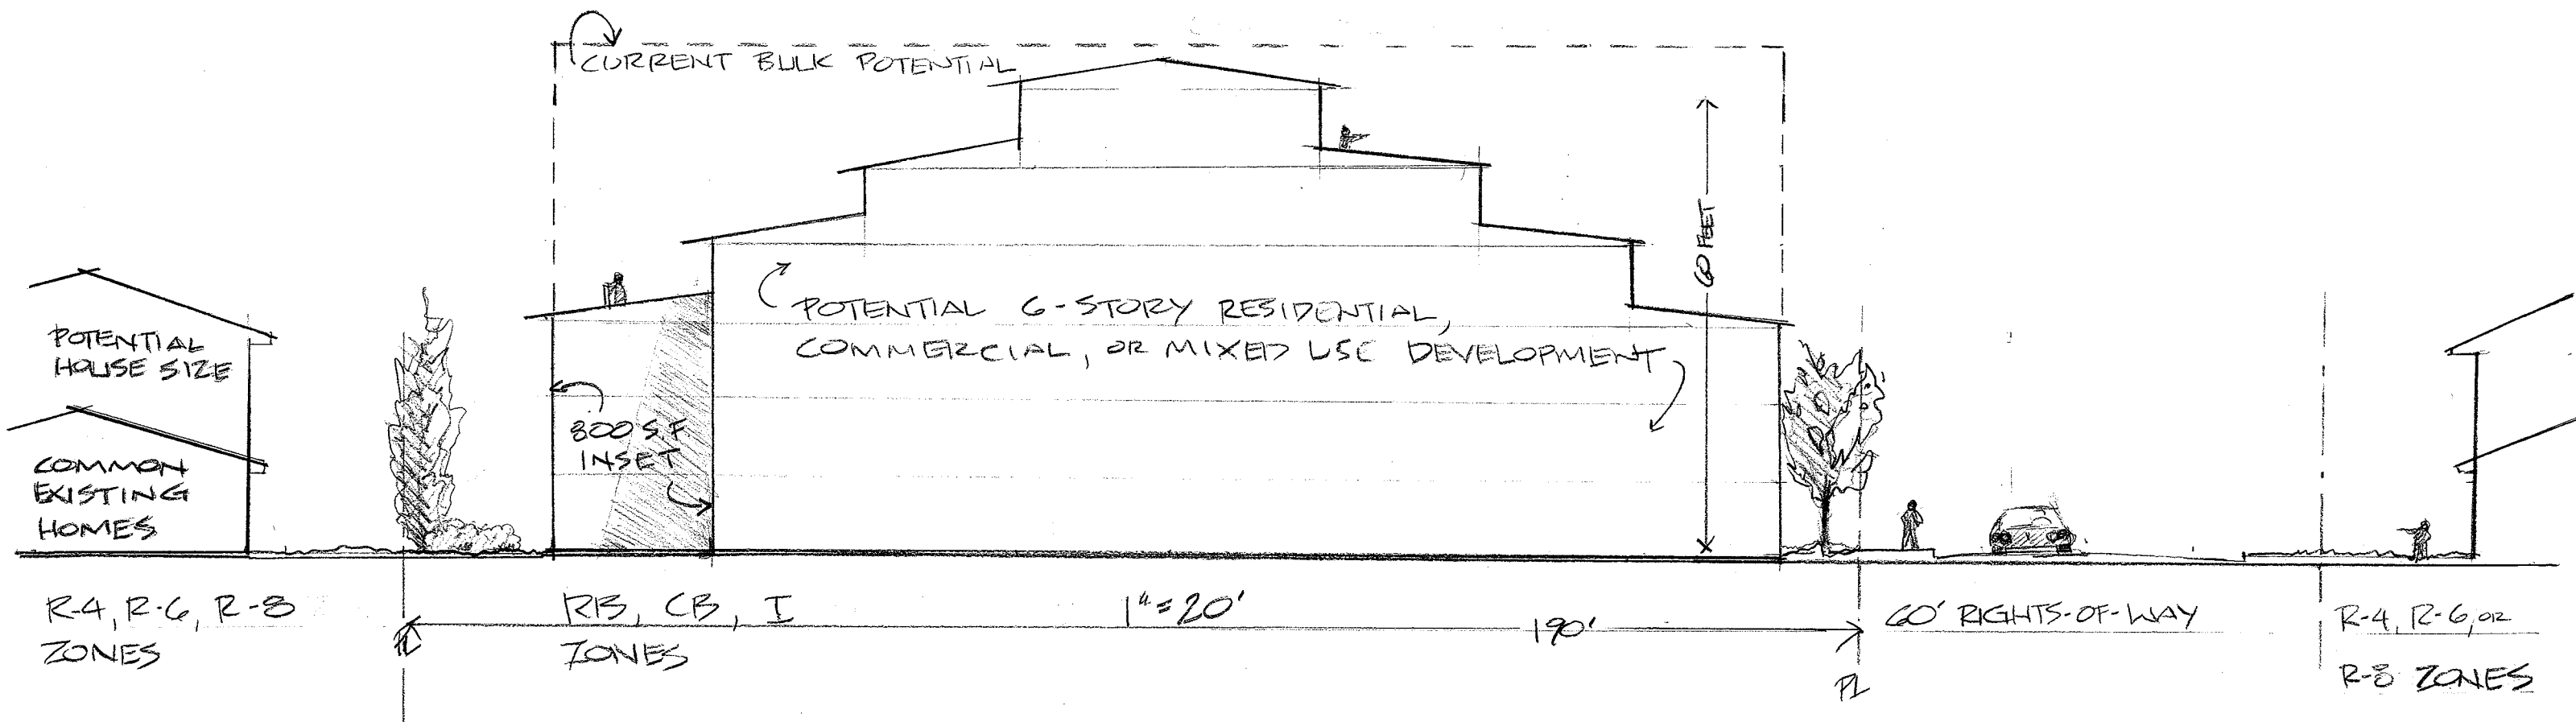 CURRENT BULK POTENTIAL
60 FEET
POTENTIAL 6-STORY RESIDENTIAL,
COMMERCIAL, OR MIXED USE DEVELOPMENT
POTENTIAL
HOUSE SIZE
800 SF
INSET
COMMON
EXISTING
HOMES
R-4, R-6, R-8
ZONES
RB, CB, I
ZONES
1"=20'
190'
60' RIGHTS-OF-WAY
R-4, R-6, OR
R-8 ZONES
PL
PL